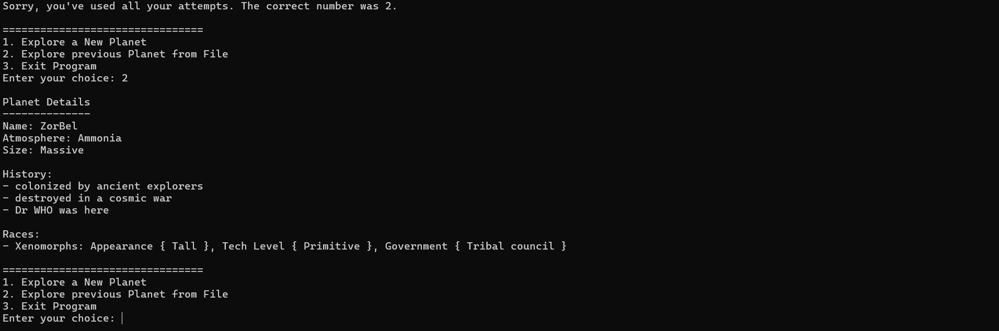 Sorry, you've used all your attempts. The correct number was 2.
================================
1. Explore a New Planet
2. Explore previous Planet from File
3. Exit Program
Enter your choice: 2
Planet Details
--------------
Name: ZorBel
Atmosphere: Ammonia
Size: Massive
History:
- colonized by ancient explorers
- destroyed in a cosmic war
- Dr WHO was here
Races:
- Xenomorphs: Appearance { Tall }, Tech Level { Primitive }, Government { Tribal council }
================================
1. Explore a New Planet
2. Explore previous Planet from File
3. Exit Program
Enter your choice: